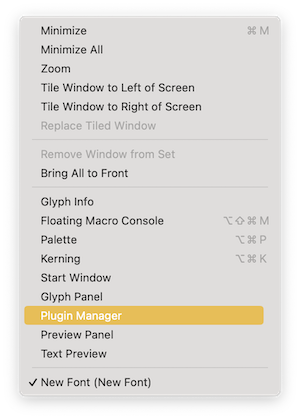 Minimize ⌘ M
Minimize All
Zoom
Tile Window to Left of Screen
Tile Window to Right of Screen
Replace Tiled Window
Remove Window from Set
Bring All to Front
Glyph Info
Floating Macro Console ⌥⇧⌘ M
Palette ⌥⌘ P
Kerning ⌥⌘ K
Start Window
Glyph Panel
Plugin Manager
Preview Panel
Text Preview
✓ New Font (New Font)